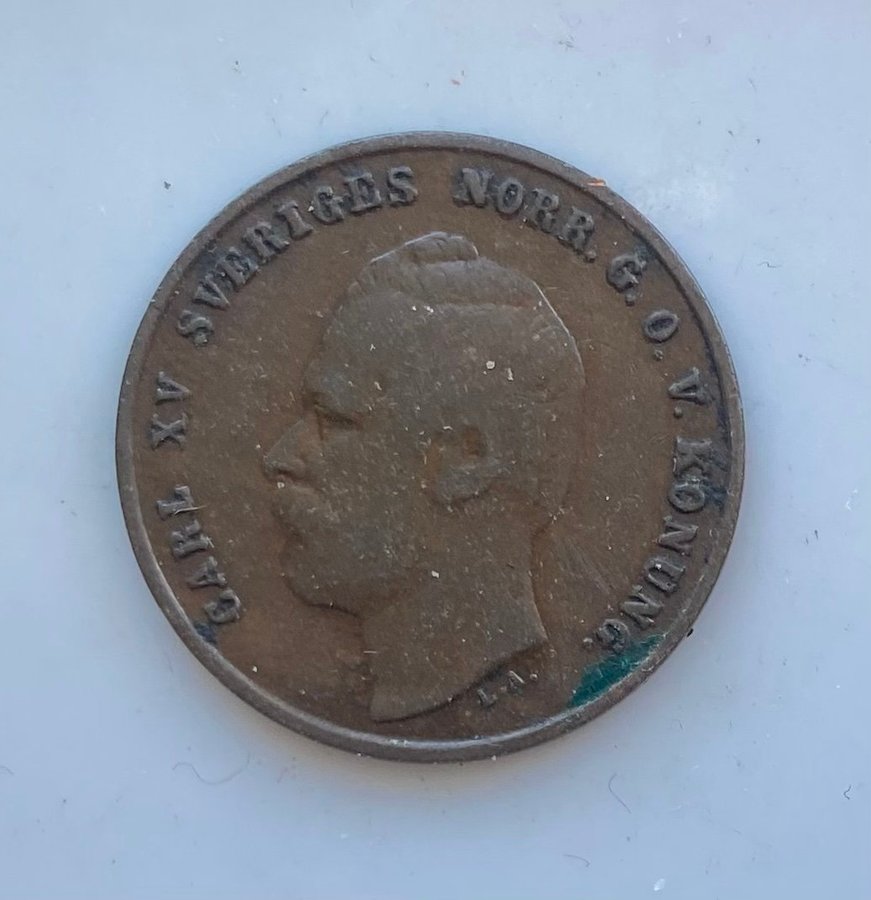 CARL XV SVERIGES NORR. G. O. V. KONUNG.
L.A.